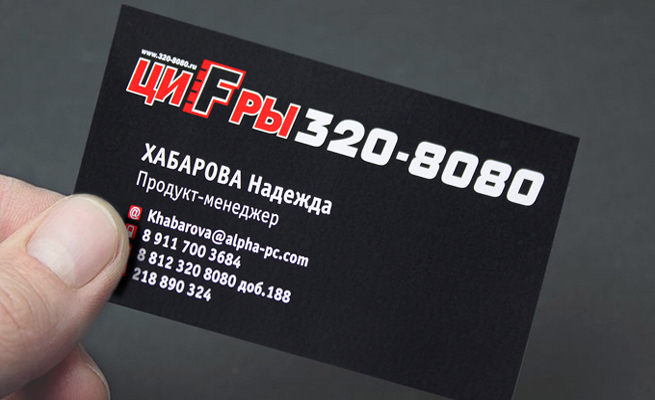 www.320-8080.ru
ЦИFРЫ 320-8080
ХАБАРОВА Надежда
Продукт-менеджер
@ Khabarova@alpha-pc.com
8 911 700 3684
8 812 320 8080 доб.188
218 890 324